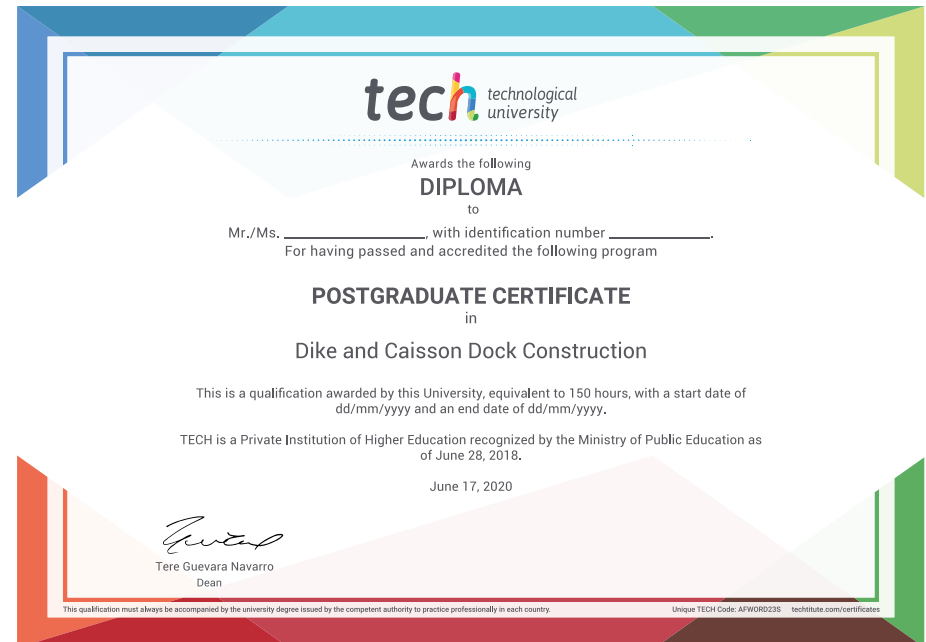 tech technological
university
Awards the following
DIPLOMA
to
Mr./Ms. ____________________, with identification number ______________.
For having passed and accredited the following program
POSTGRADUATE CERTIFICATE
in
Dike and Caisson Dock Construction
This is a qualification awarded by this University, equivalent to 150 hours, with a start date of
dd/mm/yyyy and an end date of dd/mm/yyyy.
TECH is a Private Institution of Higher Education recognized by the Ministry of Public Education as
of June 28, 2018.
June 17, 2020
Tere Guevara Navarro
Dean
This qualification must always be accompanied by the university degree issued by the competent authority to practice professionally in each country. Unique TECH Code: AFWORD23S techtitute.com/certificates